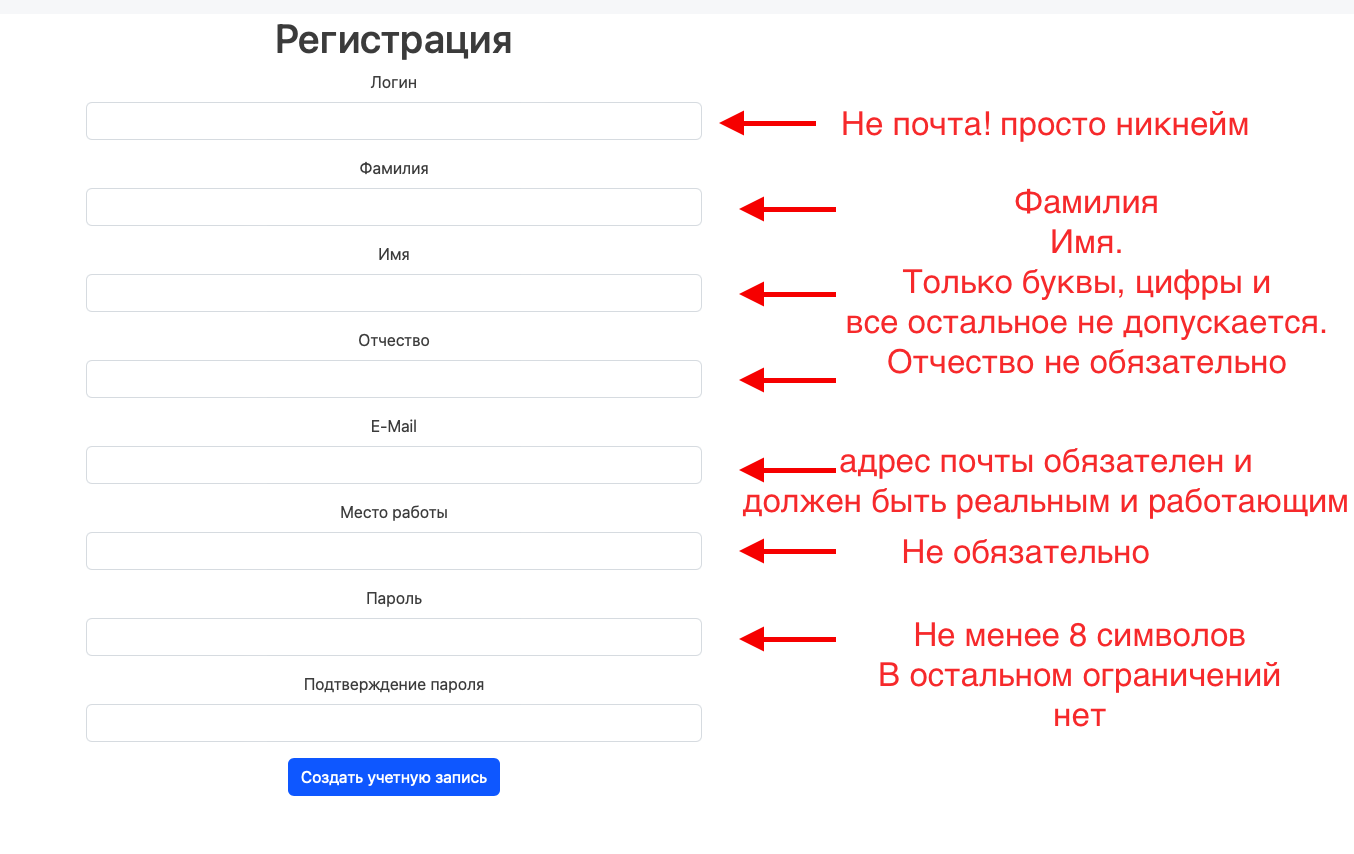 Регистрация
Логин
Не почта! просто никнейм
Фамилия
Фамилия
Имя.
Имя
Только буквы, цифры и
все остальное не допускается.
Отчество
Отчество не обязательно
E-Mail
адрес почты обязателен и
должен быть реальным и работающим
Место работы
Не обязательно
Пароль
Не менее 8 символов
В остальном ограничений
нет
Подтверждение пароля
Создать учетную запись